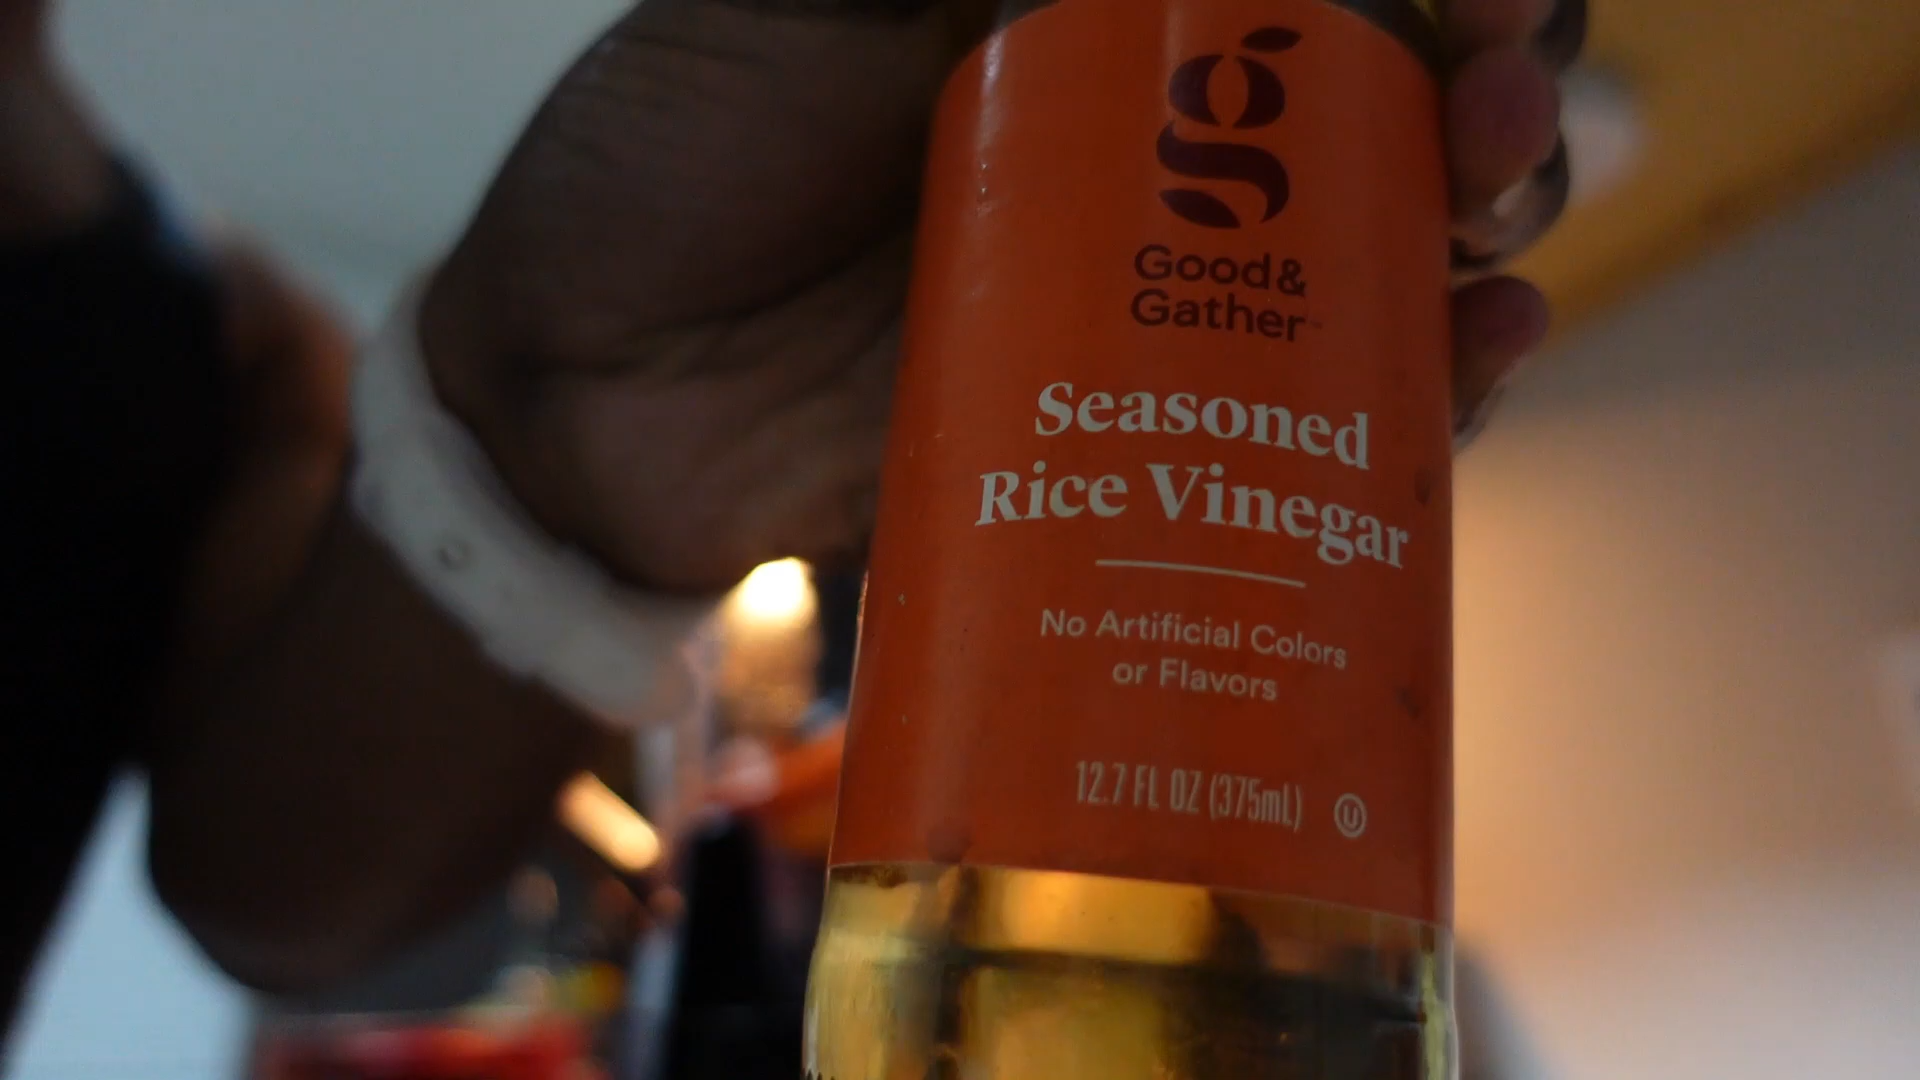 g
Good&
Gather™
Seasoned
Rice Vinegar
No Artificial Colors
or Flavors
12.7 FL OZ (375mL) U